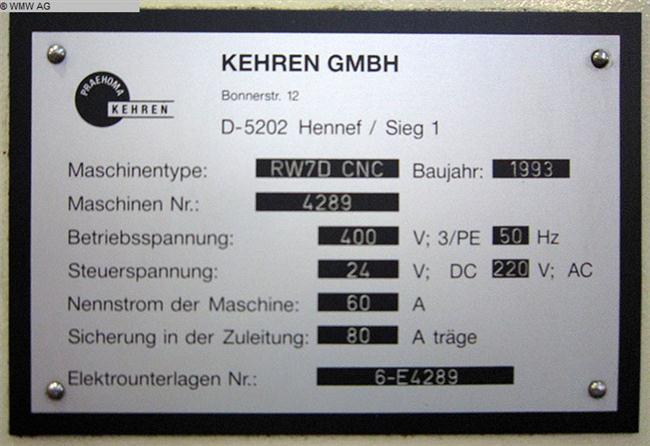 © WMW AG
PRAEHOMA
KEHREN
KEHREN GMBH
Bonnerstr. 12
D-5202 Hennef / Sieg 1
Maschinentype: RW7D CNC Baujahr: 1993
Maschinen Nr.: 4289
Betriebsspannung: 400 V; 3/PE 50 Hz
Steuerspannung: 24 V; DC 220 V; AC
Nennstrom der Maschine: 60 A
Sicherung in der Zuleitung: 80 A träge
Elektrounterlagen Nr.: 6-E4289